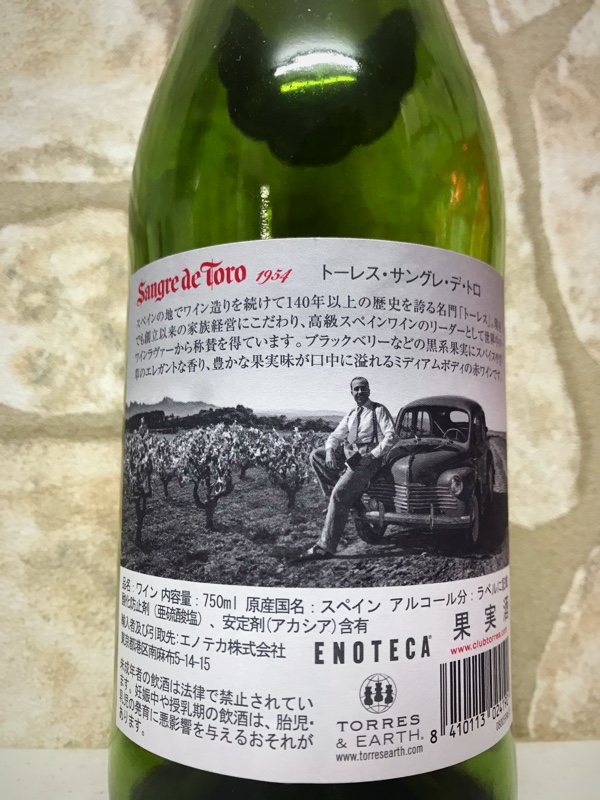 Sangre de Toro 1954 トーレス・サングレ・デ・トロ
スペインの地でワイン造りを続けて140年以上の歴史を誇る名門「トーレス」。
でも創立以来の家族経営にこだわり、高級スペインワインのリーダーとして世界
ワインラヴァーから称賛を得ています。ブラックベリーなどの黒系果実にスパイス
のエレガントな香り、豊かな果実味が口中に溢れるミディアムボディの赤ワインです。
品名:ワイン 内容量:750ml 原産国名:スペイン アルコール分:ラベルに
酸化防止剤(亜硫酸塩)、安定剤(アカシア)含有
輸入者及び引取先:エノテカ株式会社
東京都港区南麻布5-14-15
ENOTECA
果実酒
www.clubtorres
未成年者の飲酒は法律で禁止されてい
ます。妊娠中や授乳期の飲酒は、胎児・
乳児の発育に悪影響を与えるおそれが
あります。
TORRES
& EARTH
www.torresearth.com
8 410113